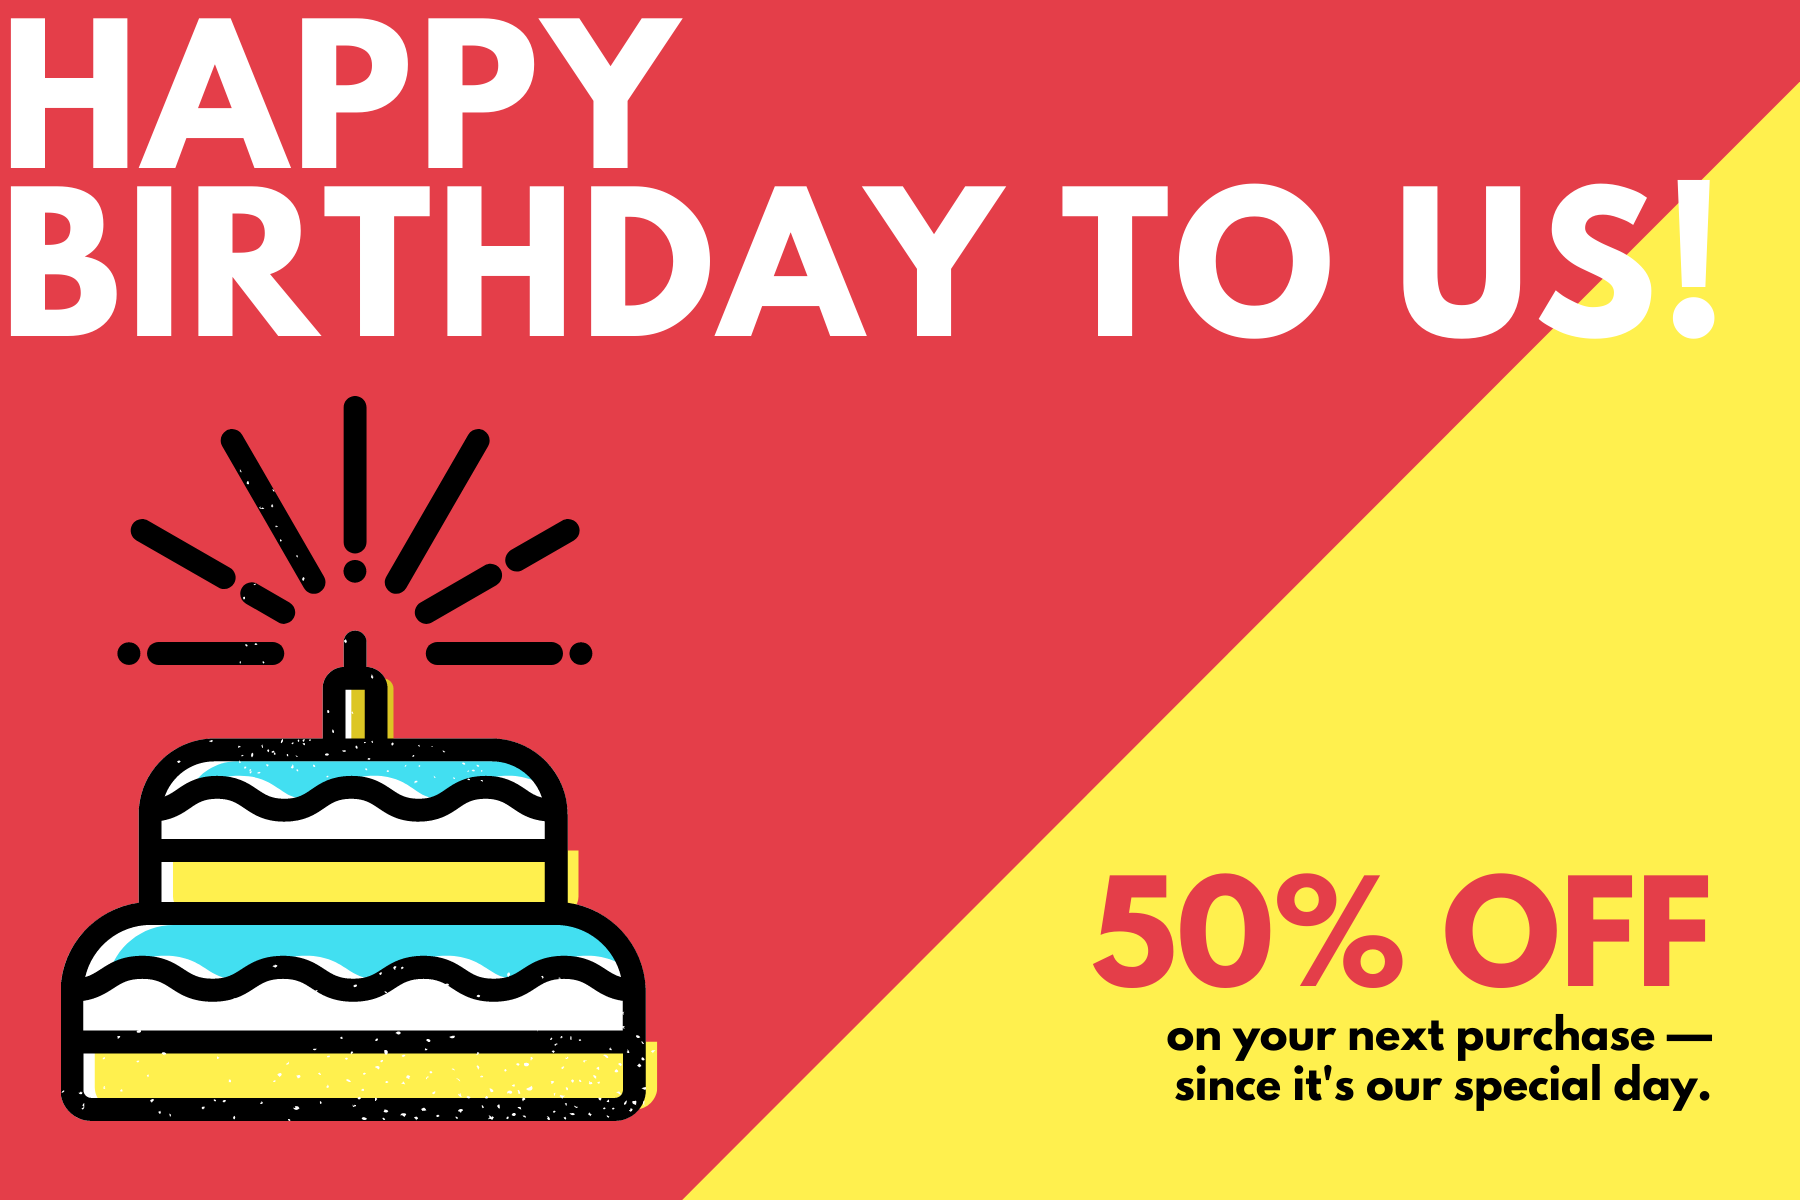 HAPPY
BIRTHDAY TO US!
50% OFF
on your next purchase —
since it's our special day.